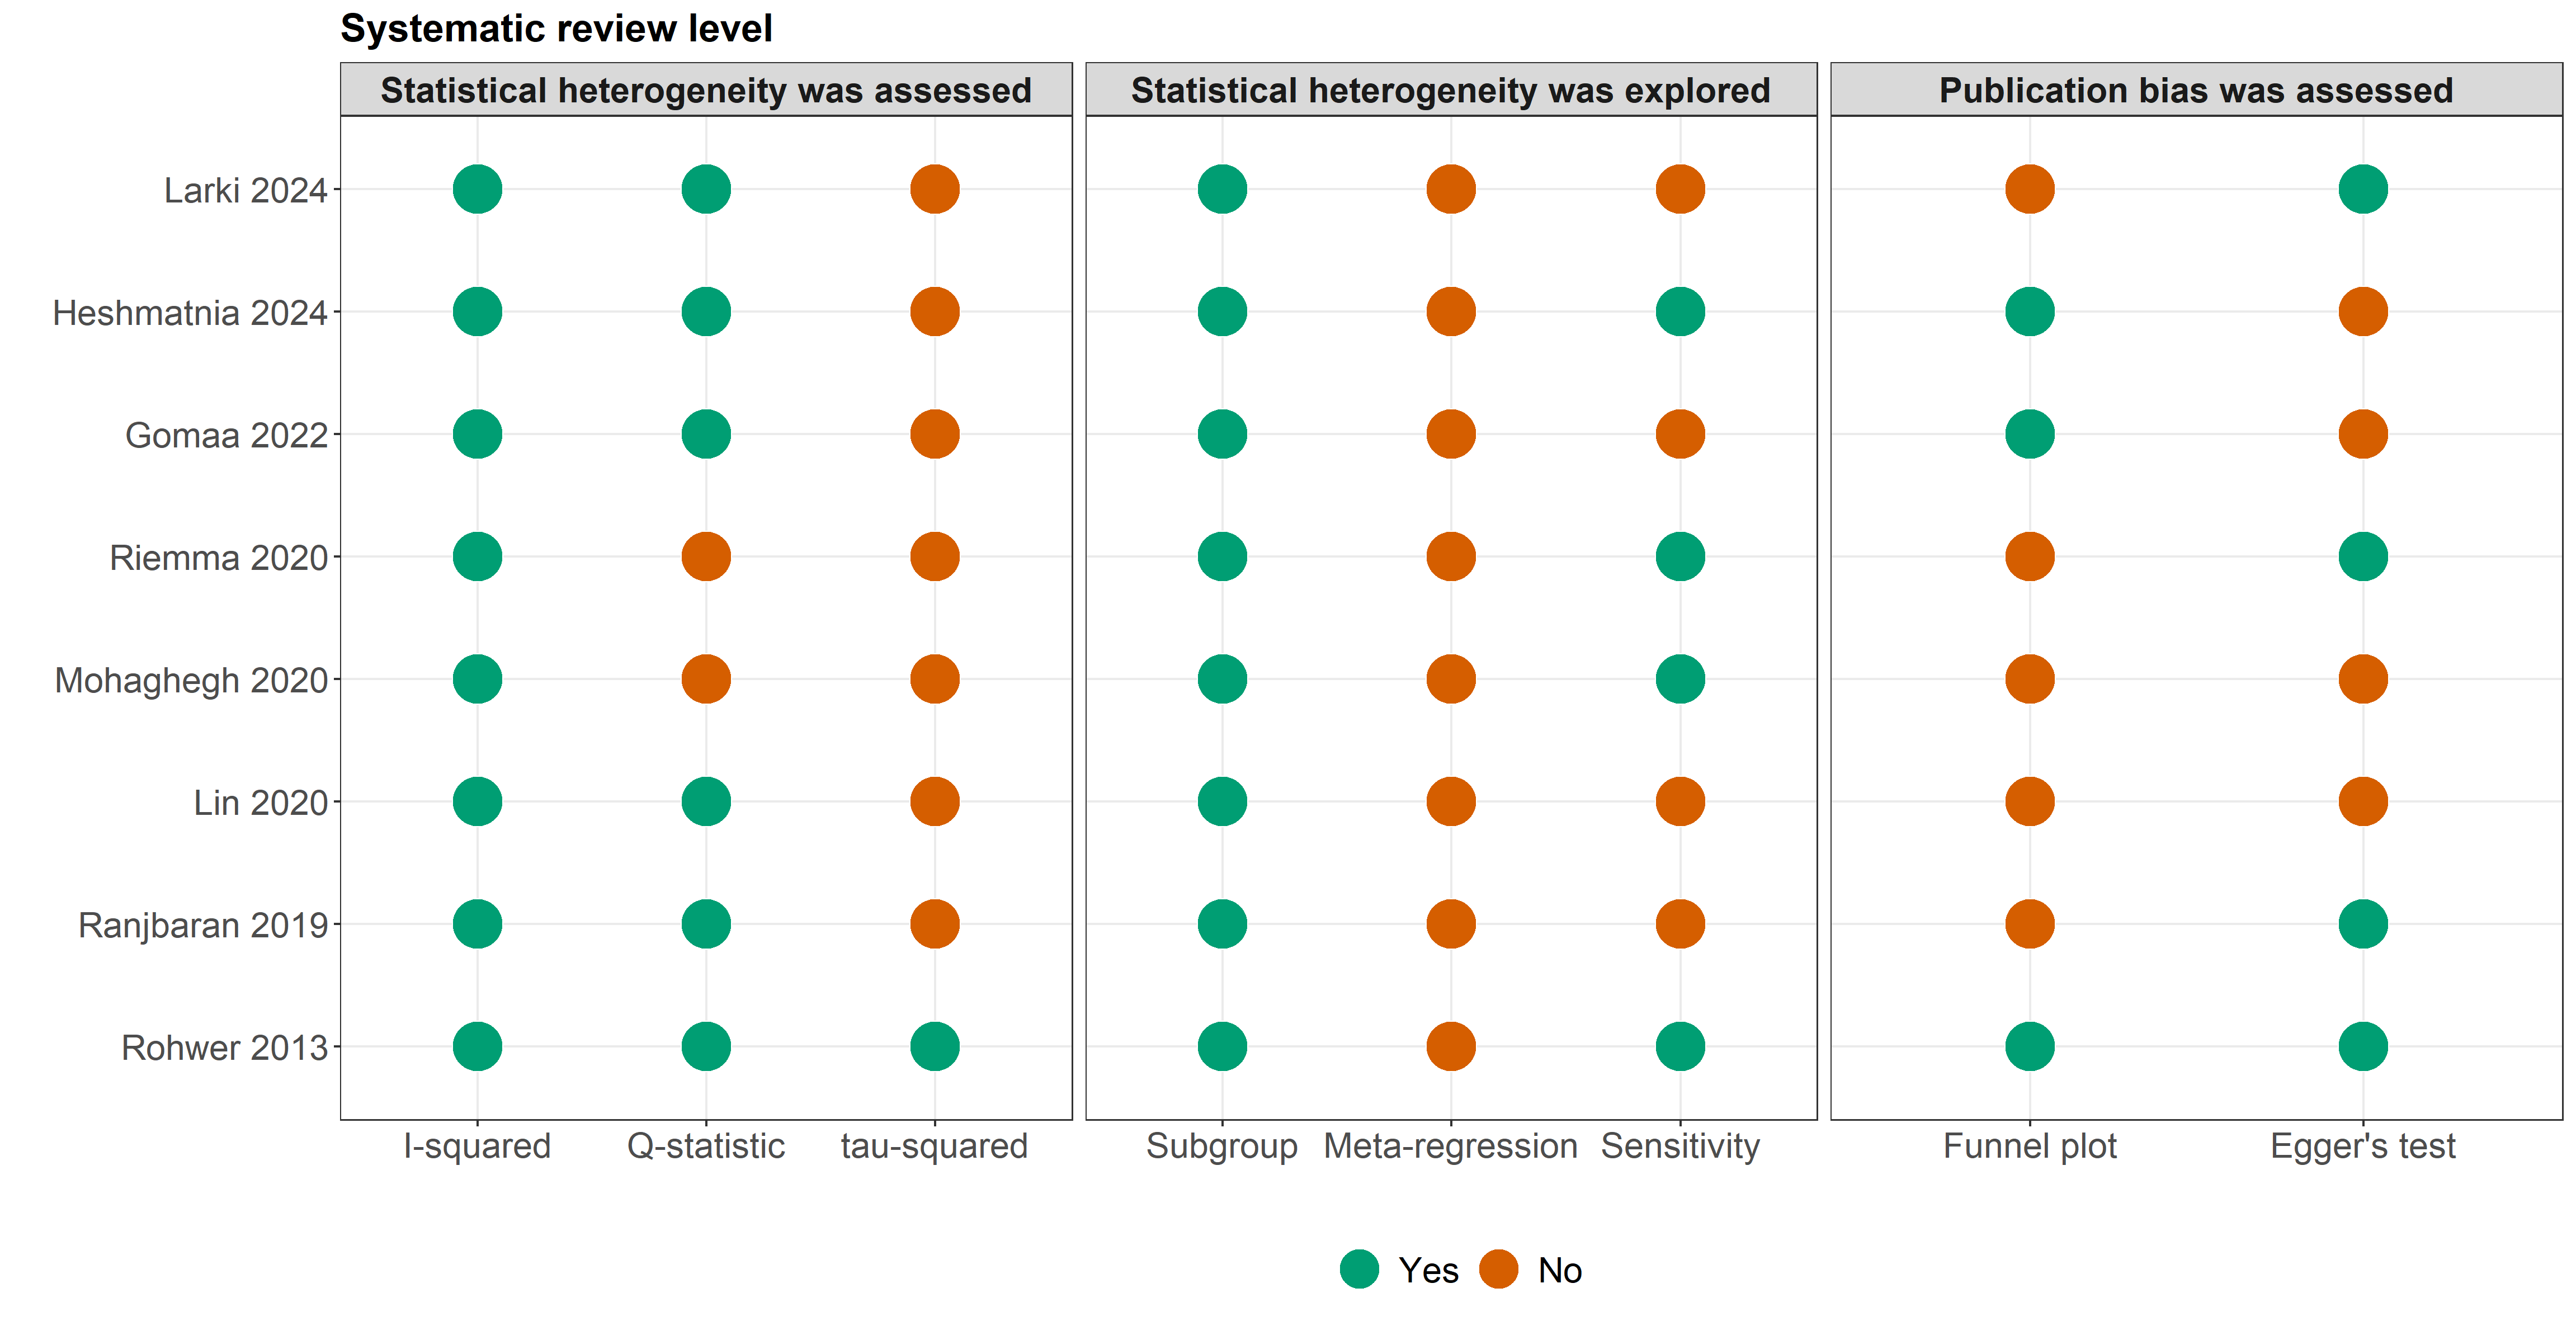 Systematic review level
Statistical heterogeneity was assessed
Statistical heterogeneity was explored
Publication bias was assessed
Larki 2024
Heshmatnia 2024
Gomaa 2022
Riemma 2020
Mohaghegh 2020
Lin 2020
Ranjbaran 2019
Rohwer 2013
I-squared Q-statistic tau-squared
Subgroup Meta-regression Sensitivity
Funnel plot Egger's test
Yes No